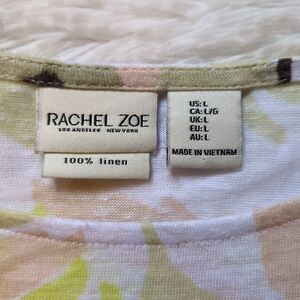 RACHEL ZOE
LOS ANGELES NEW YORK
100% linen
US: L
CA: L/G
UK: L
EU: L
AU: L
MADE IN VIETNAM